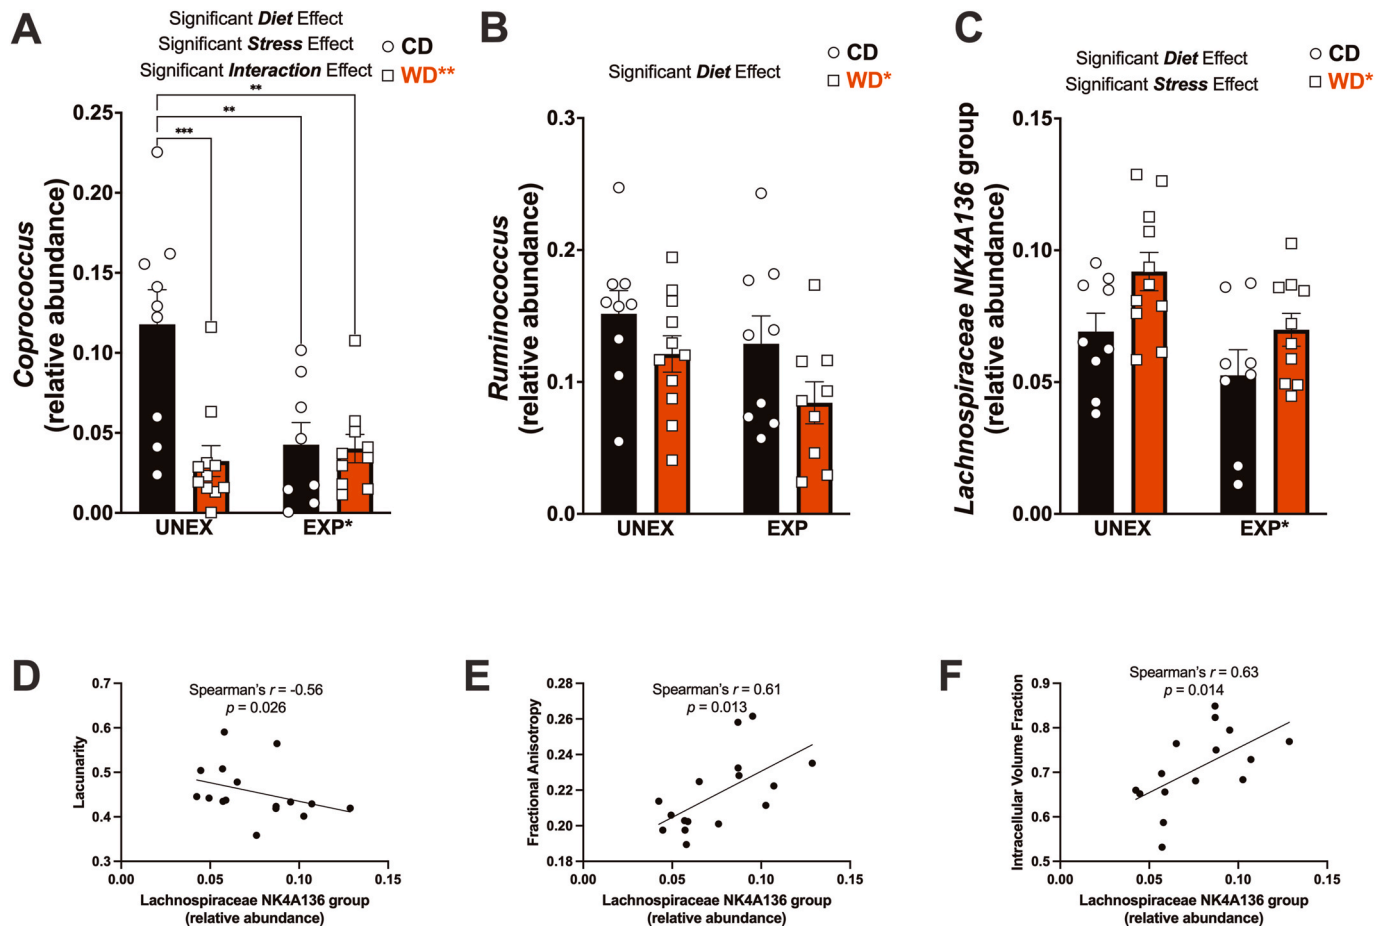 A
Significant Diet Effect
Significant Stress Effect
Significant Interaction Effect
CD
WD**
**
**
***
0.25
0.20
0.15
0.10
0.05
0.00
Coprococcus
(relative abundance)
UNEX
EXP*
B
Significant Diet Effect
CD
WD*
0.3
0.2
0.1
0.0
Ruminococcus
(relative abundance)
UNEX
EXP
C
Significant Diet Effect
Significant Stress Effect
CD
WD*
0.15
0.10
0.05
0.00
Lachnospiraceae NK4A136 group
(relative abundance)
UNEX
EXP*
D
Spearman's r = -0.56
p = 0.026
0.7
0.6
0.5
0.4
0.3
Lacunarity
0.00
0.05
0.10
0.15
Lachnospiraceae NK4A136 group
(relative abundance)
E
Spearman's r = 0.61
p = 0.013
0.28
0.26
0.24
0.22
0.20
0.18
Fractional Anisotropy
0.00
0.05
0.10
0.15
Lachnospiraceae NK4A136 group
(relative abundance)
F
Spearman's r = 0.63
p = 0.014
0.9
0.8
0.7
0.6
0.5
Intracellular Volume Fraction
0.00
0.05
0.10
0.15
Lachnospiraceae NK4A136 group
(relative abundance)